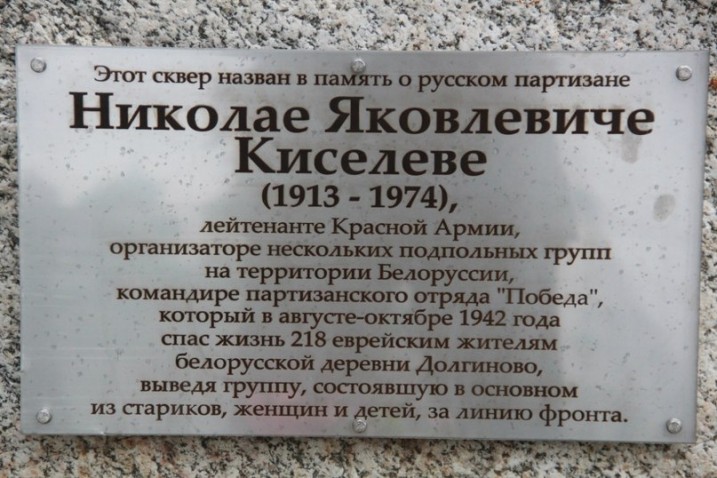 Этот сквер назван в память о русском партизане
Николае Яковлевиче
Киселеве
(1913 - 1974),
лейтенанте Красной Армии,
организаторе нескольких подпольных групп
на территории Белоруссии,
командире партизанского отряда "Победа",
который в августе-октябре 1942 года
спас жизнь 218 еврейским жителям
белорусской деревни Долгиново,
выведя группу, состоявшую в основном
из стариков, женщин и детей, за линию фронта.